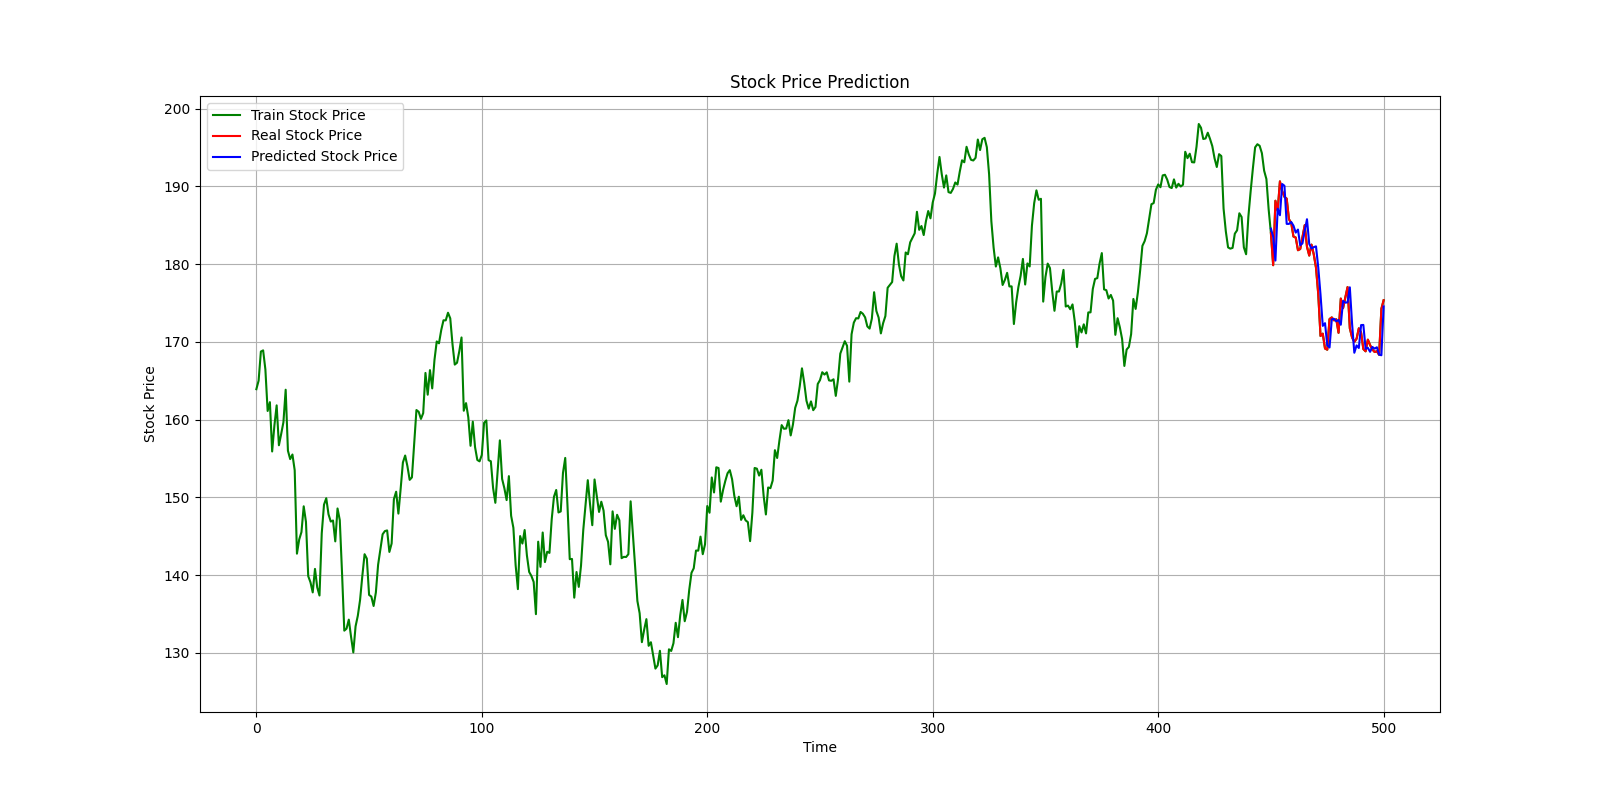 Stock Price Prediction
Train Stock Price
Real Stock Price
Predicted Stock Price
200
190
180
170
160
150
140
130
Stock Price
0 100 200 300 400 500
Time